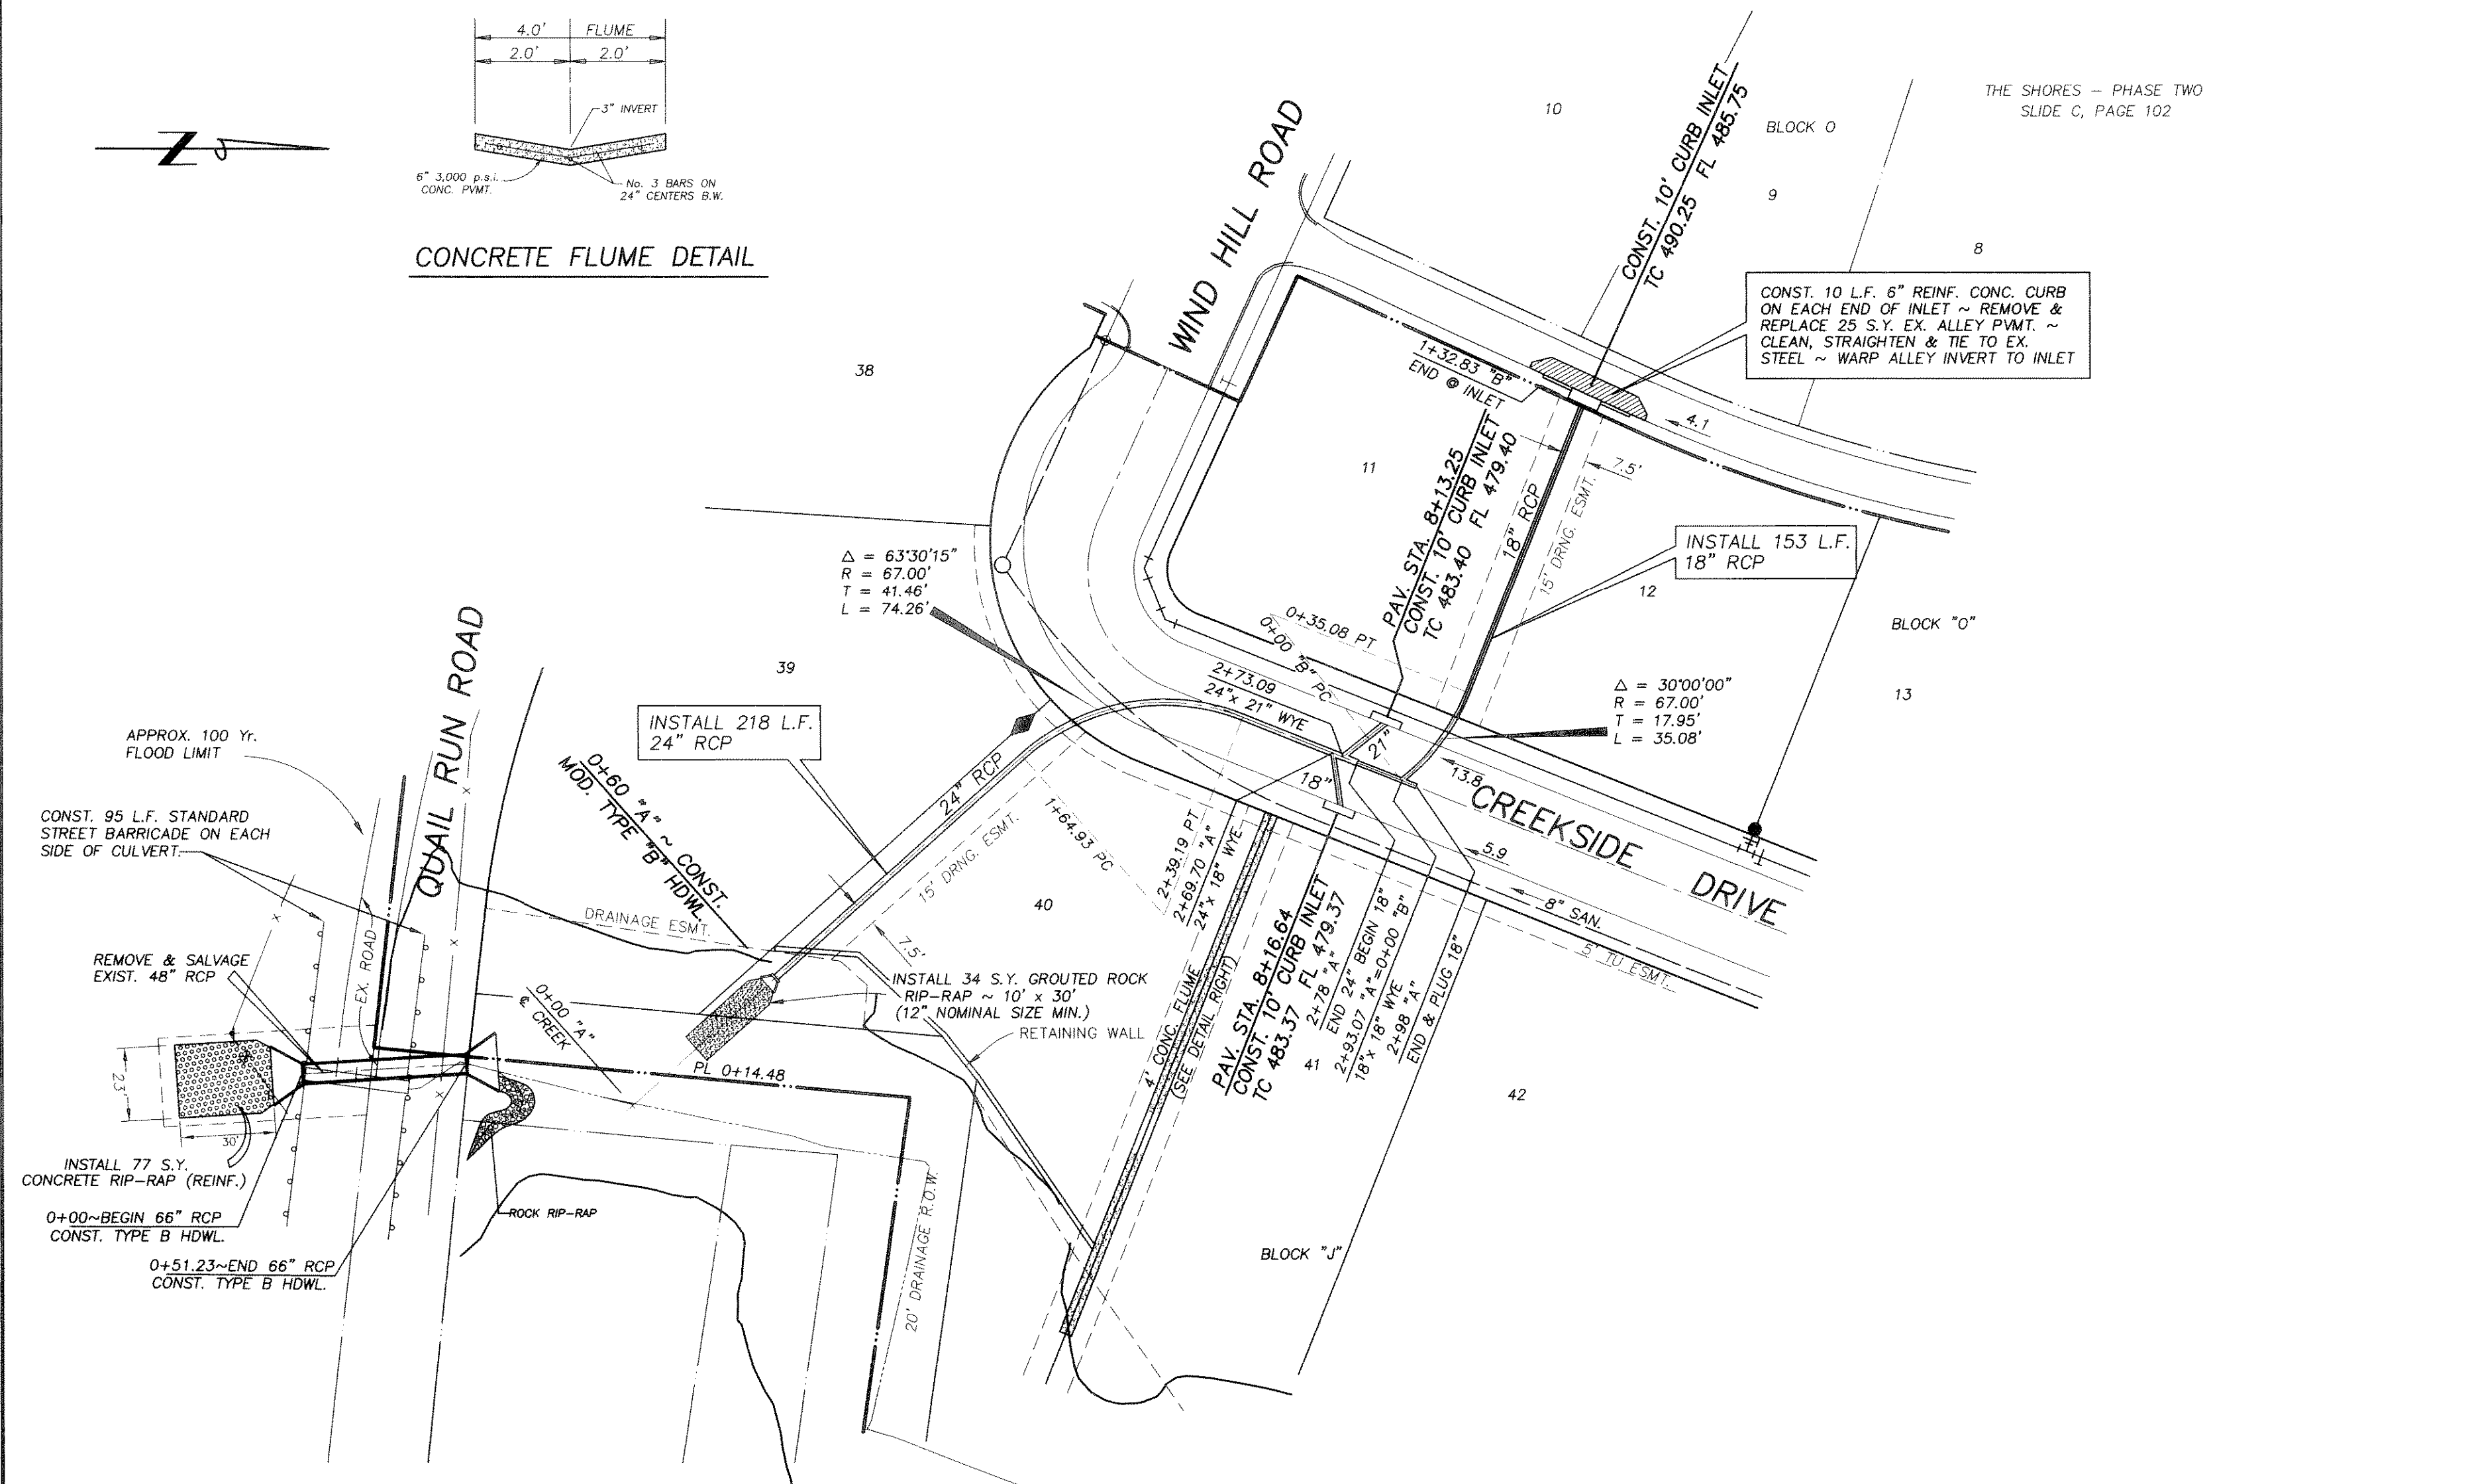 4.0' FLUME
2.0' 2.0'
3" INVERT
6" 3,000 p.s.i.
CONC. PVMT.
No. 3 BARS ON
24" CENTERS B.W.
CONCRETE FLUME DETAIL
THE SHORES – PHASE TWO
SLIDE C, PAGE 102
10
BLOCK O
9
8
WIND HILL ROAD
CONST. 10' CURB INLET
TC 490.25 FL 485.75
CONST. 10 L.F. 6" REINF. CONC. CURB
ON EACH END OF INLET ~ REMOVE &
REPLACE 25 S.Y. EX. ALLEY PVMT. ~
CLEAN, STRAIGHTEN & TIE TO EX.
STEEL ~ WARP ALLEY INVERT TO INLET
38
1+32.83 "B"
END @ INLET
4.1
7.5'
11
PAV. STA. 8+13.25
CONST. 10' CURB INLET
TC 483.40 FL 479.40
18" RCP
15' DRNG. ESMT.
INSTALL 153 L.F.
18" RCP
12
BLOCK "O"
13
Δ = 63°30'15"
R = 67.00'
T = 41.46'
L = 74.26'
0+35.08 PT
0+00 "B" PC
2+73.09
24"x 21" WYE
Δ = 30°00'00"
R = 67.00'
T = 17.95'
L = 35.08'
39
QUAIL RUN ROAD
INSTALL 218 L.F.
24" RCP
APPROX. 100 Yr.
FLOOD LIMIT
0+60 "A" ~ CONST.
MOD. TYPE "B" HDWL.
24" RCP
15' DRNG. ESMT.
1+64.93 PC
21"
18"
13.8
CREEKSIDE DRIVE
5.9
8" SAN.
5' TU ESMT.
CONST. 95 L.F. STANDARD
STREET BARRICADE ON EACH
SIDE OF CULVERT.
2+39.19 PT
2+69.70 "A"
24"x 18" WYE
40
DRAINAGE ESMT.
7.5'
REMOVE & SALVAGE
EXIST. 48" RCP
EX. ROAD
0+00 "A"
℄ CREEK
INSTALL 34 S.Y. GROUTED ROCK
RIP-RAP ~ 10' x 30'
(12" NOMINAL SIZE MIN.)
RETAINING WALL
4' CONC. FLUME
(SEE DETAIL RIGHT)
PAV. STA. 8+16.64
CONST. 10' CURB INLET
TC 483.37 FL 479.37
2+78 "A"
END 24" BEGIN 18"
2+93.07 "A"=0+00 "B"
18"x 18" WYE
2+98 "A"
END & PLUG 18"
41
42
PL 0+14.48
23'
30'
INSTALL 77 S.Y.
CONCRETE RIP-RAP (REINF.)
0+00~BEGIN 66" RCP
CONST. TYPE B HDWL.
0+51.23~END 66" RCP
CONST. TYPE B HDWL.
ROCK RIP-RAP
20' DRAINAGE R.O.W.
BLOCK "J"